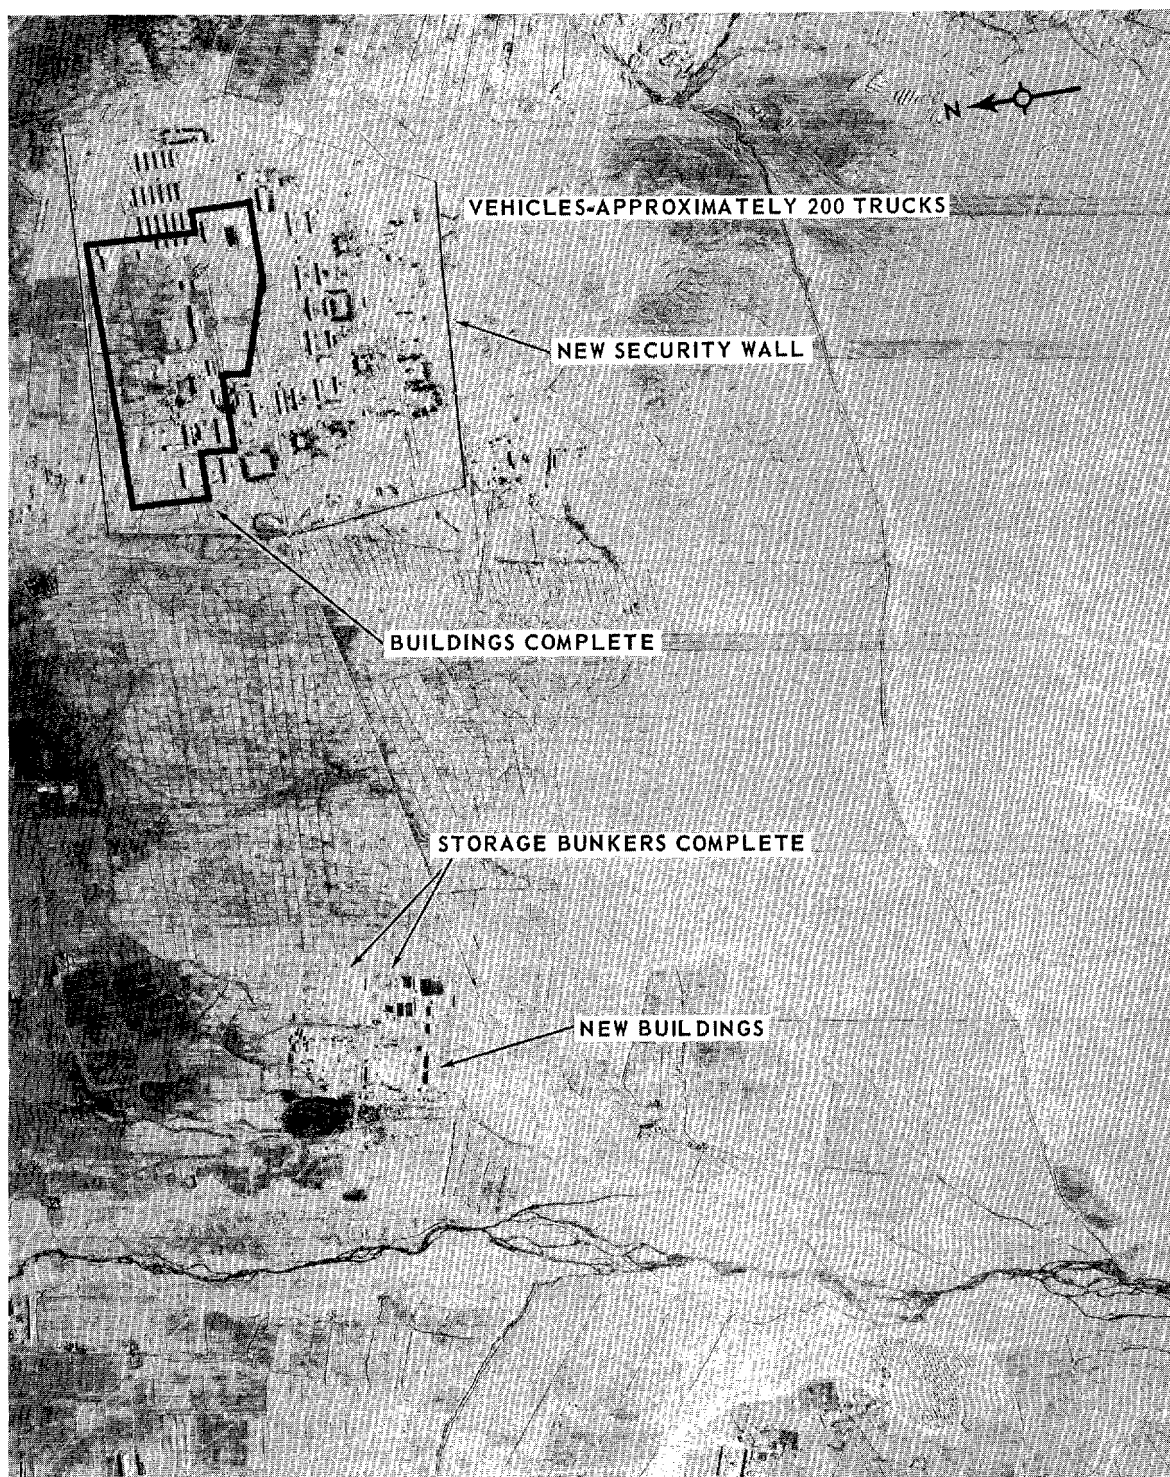 N
VEHICLES-APPROXIMATELY 200 TRUCKS
NEW SECURITY WALL
BUILDINGS COMPLETE
STORAGE BUNKERS COMPLETE
NEW BUILDINGS